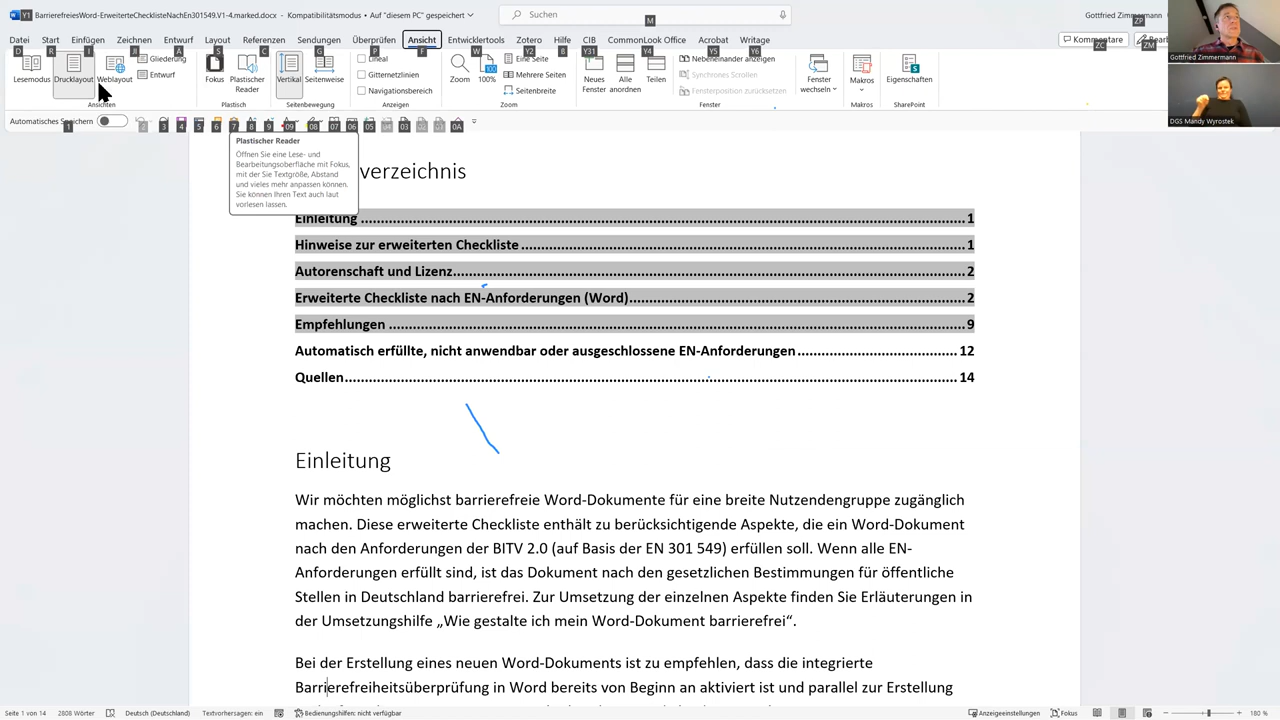 BarrierefreiesWord-ErweiterteChecklisteNachEn301549.V1-4.marked.docx - Kompatibilitätsmodus • Auf "diesem PC" gespeichert
Suchen
Gottfried Zimmermann
Datei Start Einfügen Zeichnen Entwurf Layout Referenzen Sendungen Überprüfen Ansicht Entwicklertools Zotero Hilfe CIB CommonLook Office Acrobat Writage
Kommentare
Lesemodus Drucklayout Weblayout
Gliederung
Entwurf
Ansichten
Fokus Plastischer Reader
Plastisch
Vertikal Seitenweise
Seitenbewegung
Lineal
Gitternetzlinien
Navigationsbereich
Anzeigen
Zoom 100%
Eine Seite
Mehrere Seiten
Seitenbreite
Zoom
Neues Fenster Alle anordnen Teilen
Nebeneinander anzeigen
Synchrones Scrollen
Fensterposition zurücksetzen
Fenster wechseln
Fenster
Makros
Makros
Eigenschaften
SharePoint
Gottfried Zimmermann
DGS Mandy Wyrostek
Automatisches Speichern
Plastischer Reader
Öffnen Sie eine Lese- und
Bearbeitungsoberfläche mit Fokus,
mit der Sie Textgröße, Abstand
und vieles mehr anpassen können.
Sie können Ihren Text auch laut
vorlesen lassen.
verzeichnis
Einleitung 1
Hinweise zur erweiterten Checkliste 1
Autorenschaft und Lizenz 2
Erweiterte Checkliste nach EN-Anforderungen (Word) 2
Empfehlungen 9
Automatisch erfüllte, nicht anwendbar oder ausgeschlossene EN-Anforderungen 12
Quellen 14
Einleitung
Wir möchten möglichst barrierefreie Word-Dokumente für eine breite Nutzendengruppe zugänglich
machen. Diese erweiterte Checkliste enthält zu berücksichtigende Aspekte, die ein Word-Dokument
nach den Anforderungen der BITV 2.0 (auf Basis der EN 301 549) erfüllen soll. Wenn alle EN-
Anforderungen erfüllt sind, ist das Dokument nach den gesetzlichen Bestimmungen für öffentliche
Stellen in Deutschland barrierefrei. Zur Umsetzung der einzelnen Aspekte finden Sie Erläuterungen in
der Umsetzungshilfe „Wie gestalte ich mein Word-Dokument barrierefrei“.
Bei der Erstellung eines neuen Word-Dokuments ist zu empfehlen, dass die integrierte
Barrierefreiheitsüberprüfung in Word bereits von Beginn an aktiviert ist und parallel zur Erstellung
Seite 1 von 14 2808 Wörter Deutsch (Deutschland) Textvorhersagen: ein Bedienungshilfen: nicht verfügbar Anzeigeeinstellungen Fokus 180 %